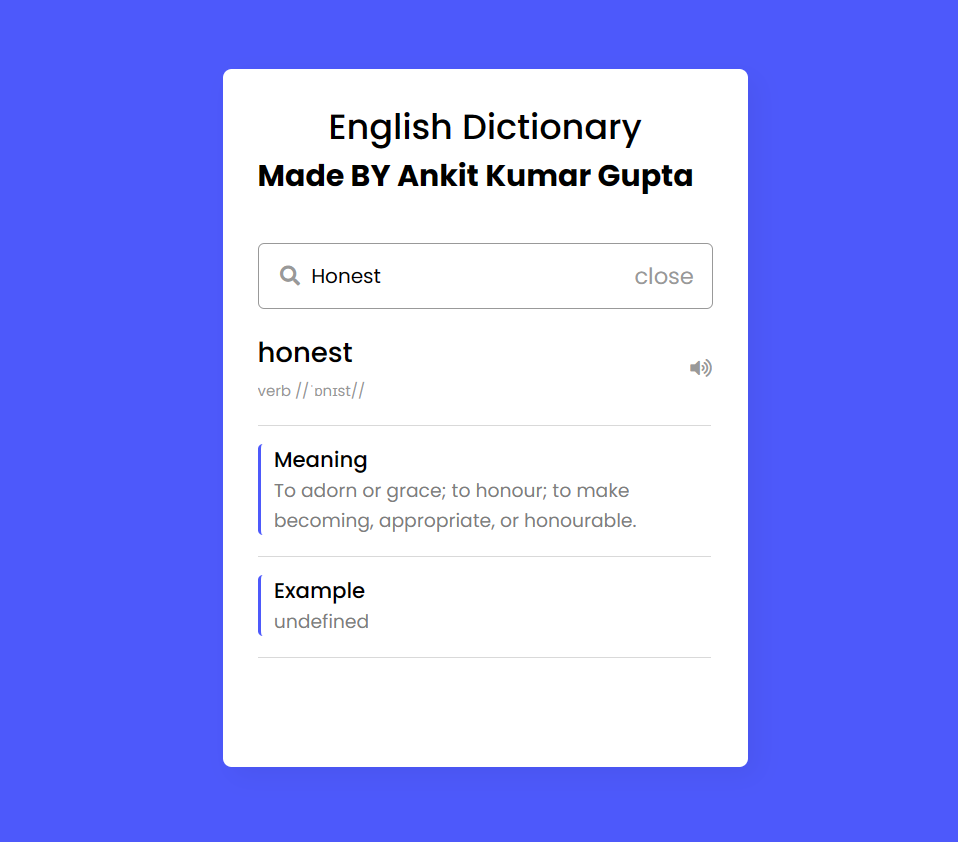 English Dictionary
Made BY Ankit Kumar Gupta
Honest
close
honest
verb //ˈɒnɪst//
Meaning
To adorn or grace; to honour; to make
becoming, appropriate, or honourable.
Example
undefined